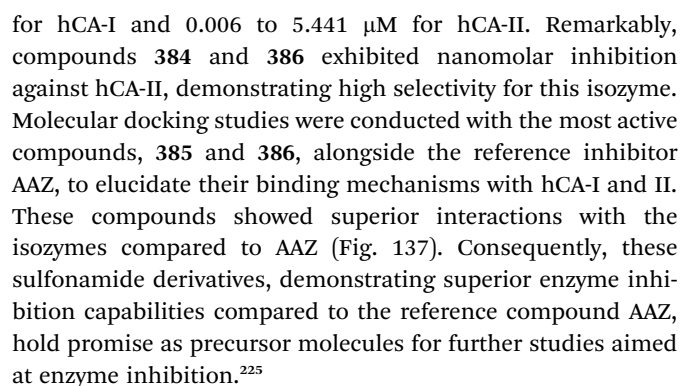 for hCA-I and 0.006 to 5.441 μM for hCA-II. Remarkably,
compounds 384 and 386 exhibited nanomolar inhibition
against hCA-II, demonstrating high selectivity for this isozyme.
Molecular docking studies were conducted with the most active
compounds, 385 and 386, alongside the reference inhibitor
AAZ, to elucidate their binding mechanisms with hCA-I and II.
These compounds showed superior interactions with the
isozymes compared to AAZ (Fig. 137). Consequently, these
sulfonamide derivatives, demonstrating superior enzyme inhi-
bition capabilities compared to the reference compound AAZ,
hold promise as precursor molecules for further studies aimed
at enzyme inhibition.²²⁵